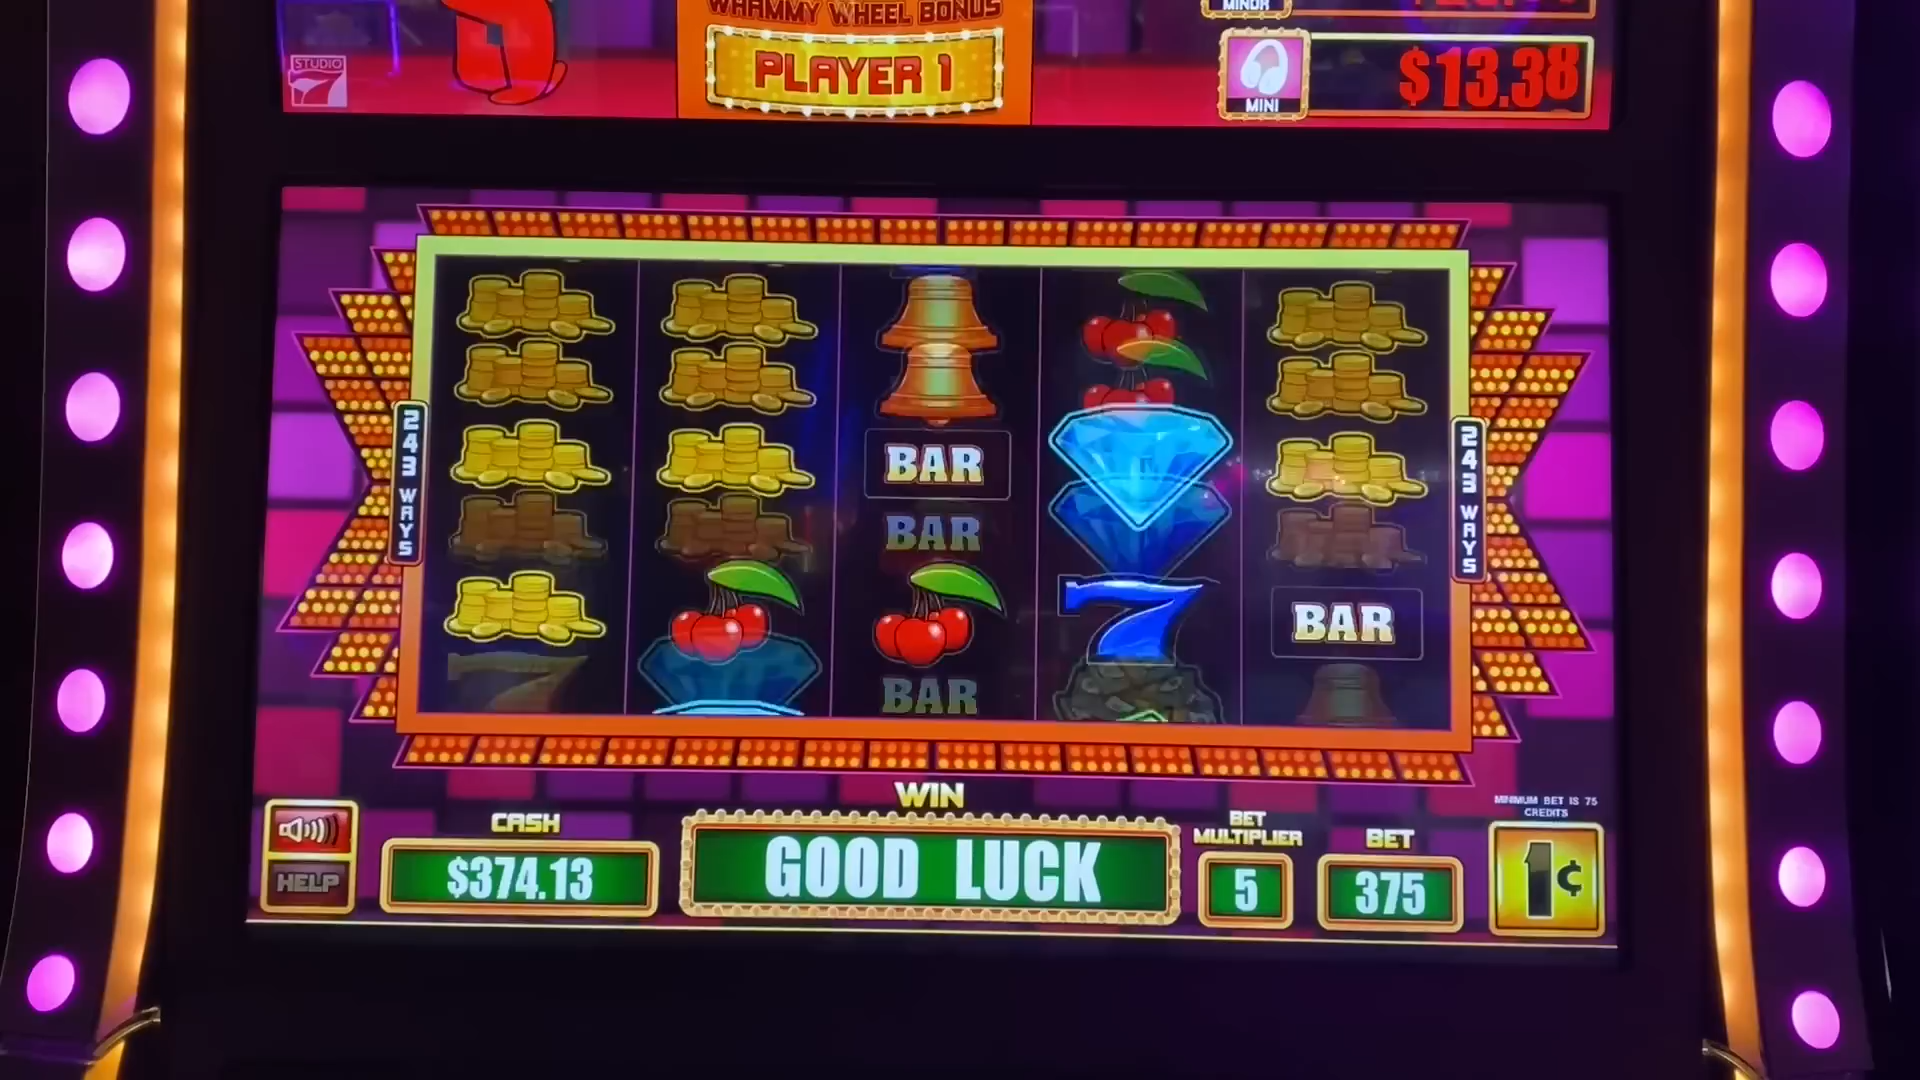 WHAMMY WHEEL BONUS
PLAYER 1
STUDIO
7
MINOR
MINI
$13.38
243 WAYS
243 WAYS
BAR
BAR
BAR
BAR
7
WIN
CASH
$374.13
GOOD LUCK
BET
MULTIPLIER
5
BET
375
MINIMUM BET IS 75
CREDITS
1¢
HELP